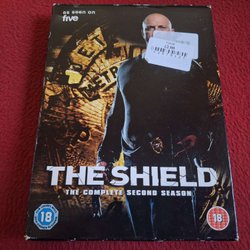 as seen on
five
THE SHIELD
THE COMPLETE SECOND SEASON
18
18